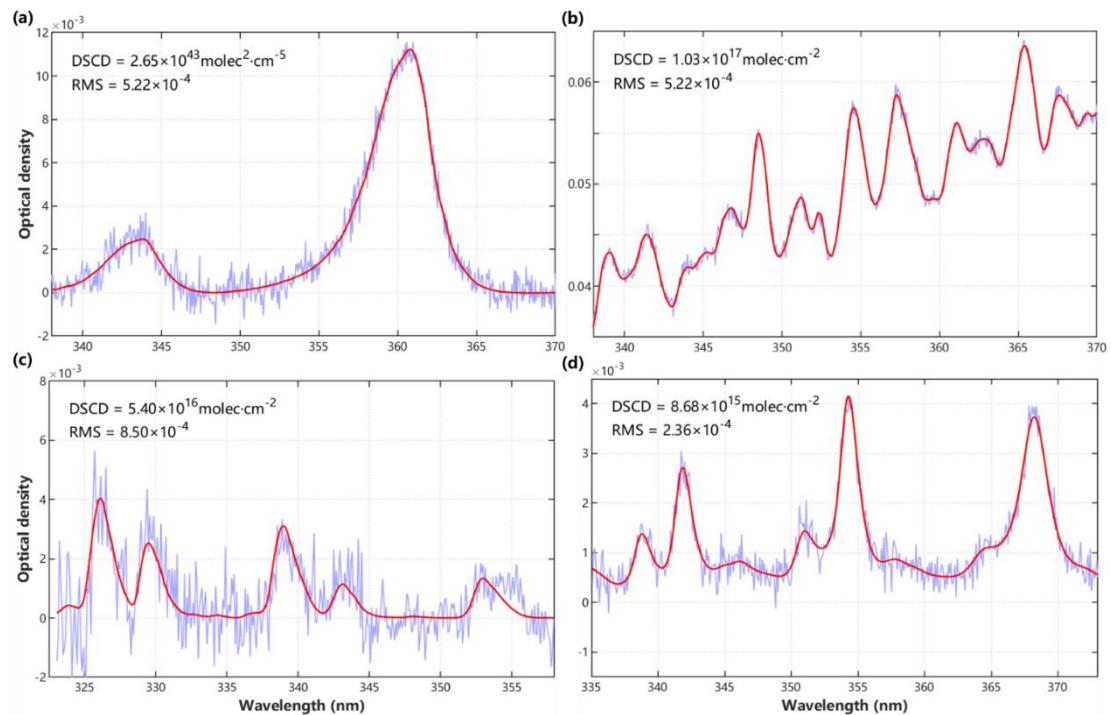 (a)
×10⁻³
DSCD = 2.65×10⁴³molec²·cm⁻⁵
RMS = 5.22×10⁻⁴
12
10
8
6
4
2
0
-2
Optical density
340 345 350 355 360 365 370
(b)
DSCD = 1.03×10¹⁷molec·cm⁻²
RMS = 5.22×10⁻⁴
0.06
0.05
0.04
340 345 350 355 360 365 370
(c)
×10⁻³
DSCD = 5.40×10¹⁶molec·cm⁻²
RMS = 8.50×10⁻⁴
8
6
4
2
0
-2
Optical density
325 330 335 340 345 350 355
Wavelength (nm)
(d)
×10⁻³
DSCD = 8.68×10¹⁵molec·cm⁻²
RMS = 2.36×10⁻⁴
4
3
2
1
0
-1
335 340 345 350 355 360 365 370
Wavelength (nm)